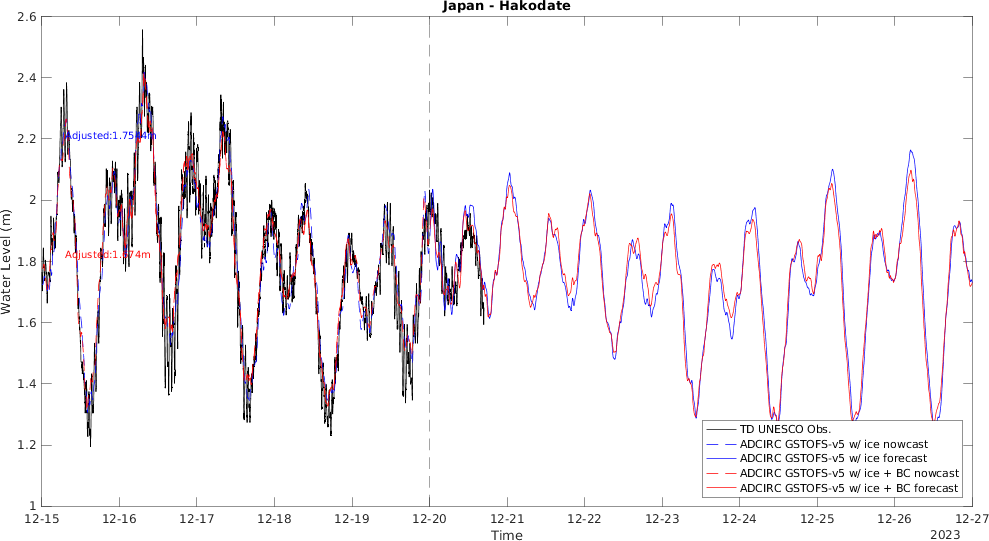 Japan - Hakodate
Water Level (m)
2.6
2.4
2.2
2
1.8
1.6
1.4
1.2
1
12-15
12-16
12-17
12-18
12-19
12-20
12-21
12-22
12-23
12-24
12-25
12-26
12-27
Time
2023
TD UNESCO Obs.
ADCIRC GSTOFS-v5 w/ ice nowcast
ADCIRC GSTOFS-v5 w/ ice forecast
ADCIRC GSTOFS-v5 w/ ice + BC nowcast
ADCIRC GSTOFS-v5 w/ ice + BC forecast